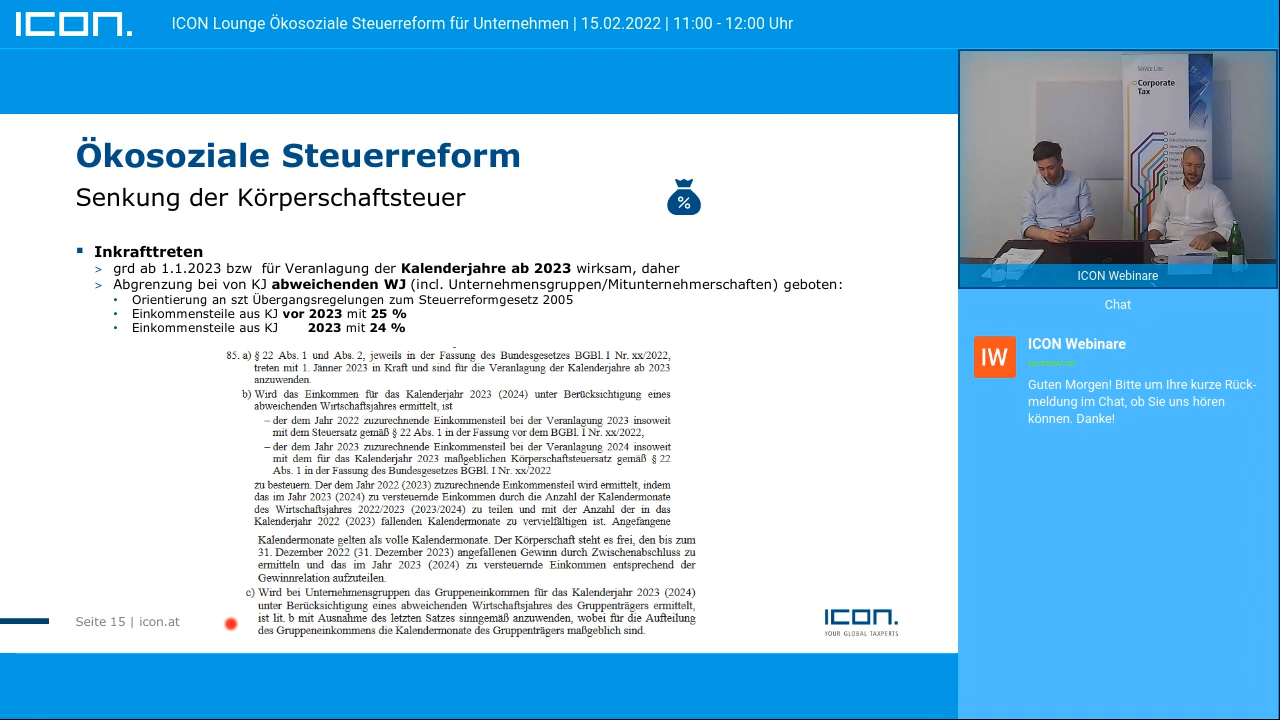 ICON.
ICON Lounge Ökosoziale Steuerreform für Unternehmen | 15.02.2022 | 11:00 - 12:00 Uhr
Ökosoziale Steuerreform
Senkung der Körperschaftsteuer
%
▪ Inkrafttreten
> grd ab 1.1.2023 bzw für Veranlagung der Kalenderjahre ab 2023 wirksam, daher
> Abgrenzung bei von KJ abweichenden WJ (incl. Unternehmensgruppen/Mitunternehmerschaften) geboten:
• Orientierung an szt Übergangsregelungen zum Steuerreformgesetz 2005
• Einkommensteile aus KJ vor 2023 mit 25 %
• Einkommensteile aus KJ 2023 mit 24 %
85. a) § 22 Abs. 1 und Abs. 2, jeweils in der Fassung des Bundesgesetzes BGBl. I Nr. xx/2022,
treten mit 1. Jänner 2023 in Kraft und sind für die Veranlagung der Kalenderjahre ab 2023
anzuwenden.
b) Wird das Einkommen für das Kalenderjahr 2023 (2024) unter Berücksichtigung eines
abweichenden Wirtschaftsjahres ermittelt, ist
– der dem Jahr 2022 zuzurechnende Einkommensteil bei der Veranlagung 2023 insoweit
mit dem Steuersatz gemäß § 22 Abs. 1 in der Fassung vor dem BGBl. I Nr. xx/2022,
– der dem Jahr 2023 zuzurechnende Einkommensteil bei der Veranlagung 2024 insoweit
mit dem für das Kalenderjahr 2023 maßgeblichen Körperschaftsteuersatz gemäß § 22
Abs. 1 in der Fassung des Bundesgesetzes BGBl. I Nr. xx/2022
zu besteuern. Der dem Jahr 2022 (2023) zuzurechnende Einkommensteil wird ermittelt, indem
das im Jahr 2023 (2024) zu versteuernde Einkommen durch die Anzahl der Kalendermonate
des Wirtschaftsjahres 2022/2023 (2023/2024) zu teilen und mit der Anzahl der in das
Kalenderjahr 2022 (2023) fallenden Kalendermonate zu vervielfältigen ist. Angefangene
Kalendermonate gelten als volle Kalendermonate. Der Körperschaft steht es frei, den bis zum
31. Dezember 2022 (31. Dezember 2023) angefallenen Gewinn durch Zwischenabschluss zu
ermitteln und das im Jahr 2023 (2024) zu versteuernde Einkommen entsprechend der
Gewinnrelation aufzuteilen.
c) Wird bei Unternehmensgruppen das Gruppeneinkommen für das Kalenderjahr 2023 (2024)
unter Berücksichtigung eines abweichenden Wirtschaftsjahres des Gruppenträgers ermittelt,
ist lit. b mit Ausnahme des letzten Satzes sinngemäß anzuwenden, wobei für die Aufteilung
des Gruppeneinkommens die Kalendermonate des Gruppenträgers maßgeblich sind.
Seite 15 | icon.at
ICON.
YOUR GLOBAL TAXPERTS
Service Line
Corporate
Tax
ICON Webinare
Chat
IW
ICON Webinare
MODERATOR
Guten Morgen! Bitte um Ihre kurze Rück-
meldung im Chat, ob Sie uns hören
können. Danke!